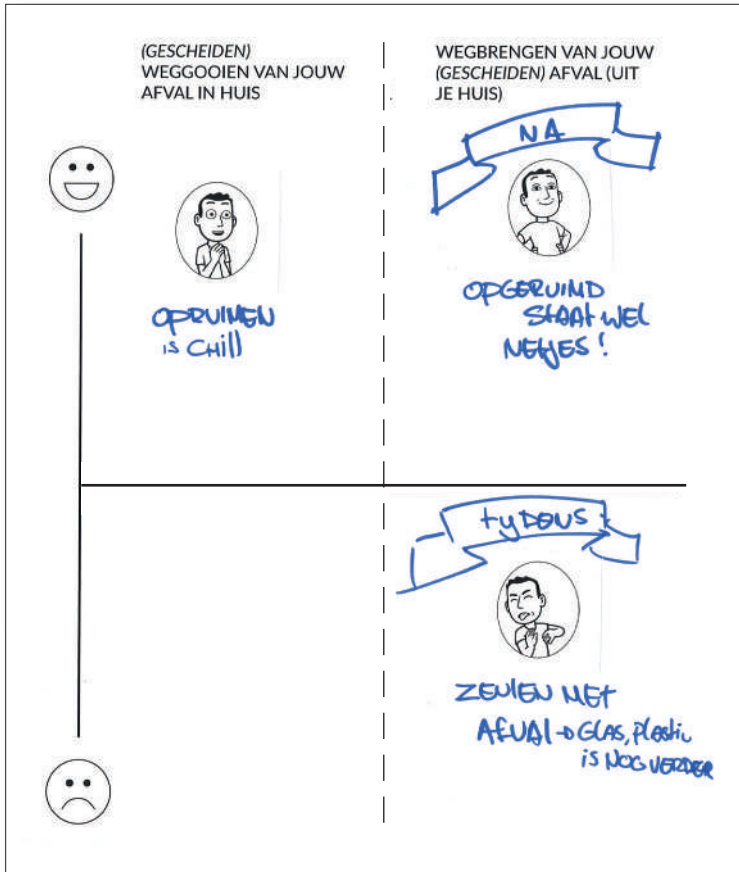 (GESCHEIDEN)
WEGGOOIEN VAN JOUW
AFVAL IN HUIS
WEGBRENGEN VAN JOUW
(GESCHEIDEN) AFVAL (UIT
JE HUIS)
NA
OPRUIMEN
IS CHILL
OPGERUIMD
STAAT WEL
NETJES!
tyDENS
ZEULEN MET
AFVAL → GLAS, plastic
IS NOG VERDER